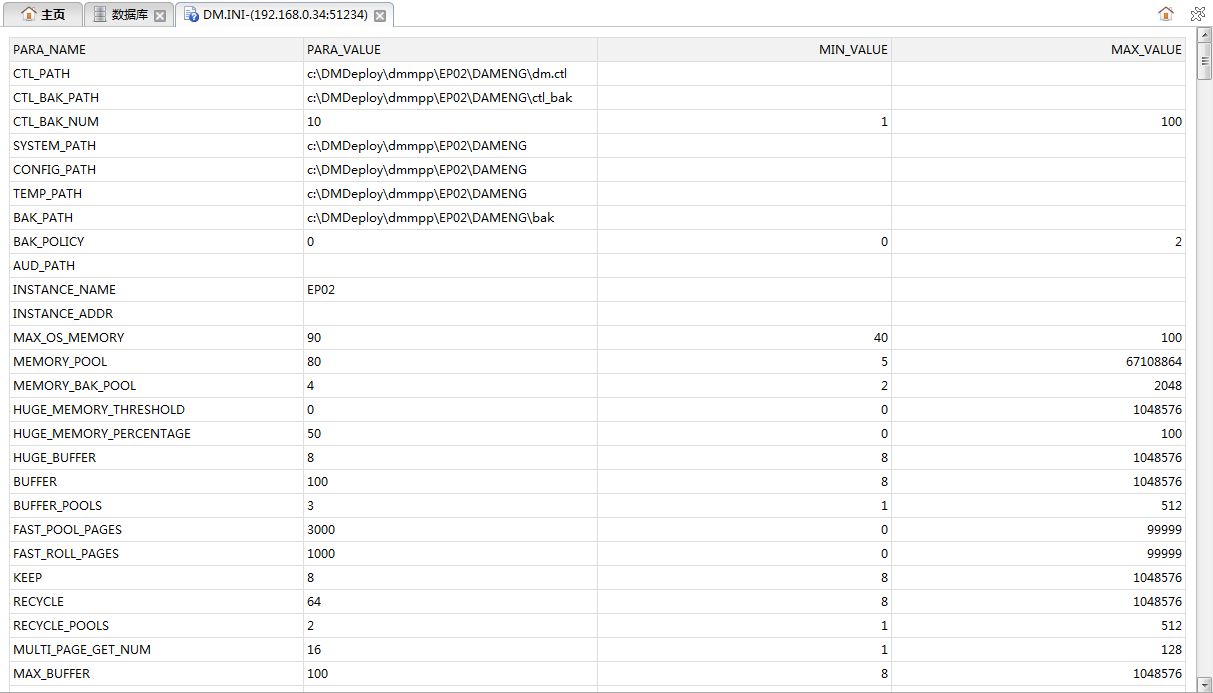 主页 数据库 DM.INI-(192.168.0.34:51234)
PARA_NAME PARA_VALUE MIN_VALUE MAX_VALUE
CTL_PATH c:\DMDeploy\dmmpp\EP02\DAMENG\dm.ctl
CTL_BAK_PATH c:\DMDeploy\dmmpp\EP02\DAMENG\ctl_bak
CTL_BAK_NUM 10 1 100
SYSTEM_PATH c:\DMDeploy\dmmpp\EP02\DAMENG
CONFIG_PATH c:\DMDeploy\dmmpp\EP02\DAMENG
TEMP_PATH c:\DMDeploy\dmmpp\EP02\DAMENG
BAK_PATH c:\DMDeploy\dmmpp\EP02\DAMENG\bak
BAK_POLICY 0 0 2
AUD_PATH
INSTANCE_NAME EP02
INSTANCE_ADDR
MAX_OS_MEMORY 90 40 100
MEMORY_POOL 80 5 67108864
MEMORY_BAK_POOL 4 2 2048
HUGE_MEMORY_THRESHOLD 0 0 1048576
HUGE_MEMORY_PERCENTAGE 50 0 100
HUGE_BUFFER 8 8 1048576
BUFFER 100 8 1048576
BUFFER_POOLS 3 1 512
FAST_POOL_PAGES 3000 0 99999
FAST_ROLL_PAGES 1000 0 99999
KEEP 8 8 1048576
RECYCLE 64 8 1048576
RECYCLE_POOLS 2 1 512
MULTI_PAGE_GET_NUM 16 1 128
MAX_BUFFER 100 8 1048576